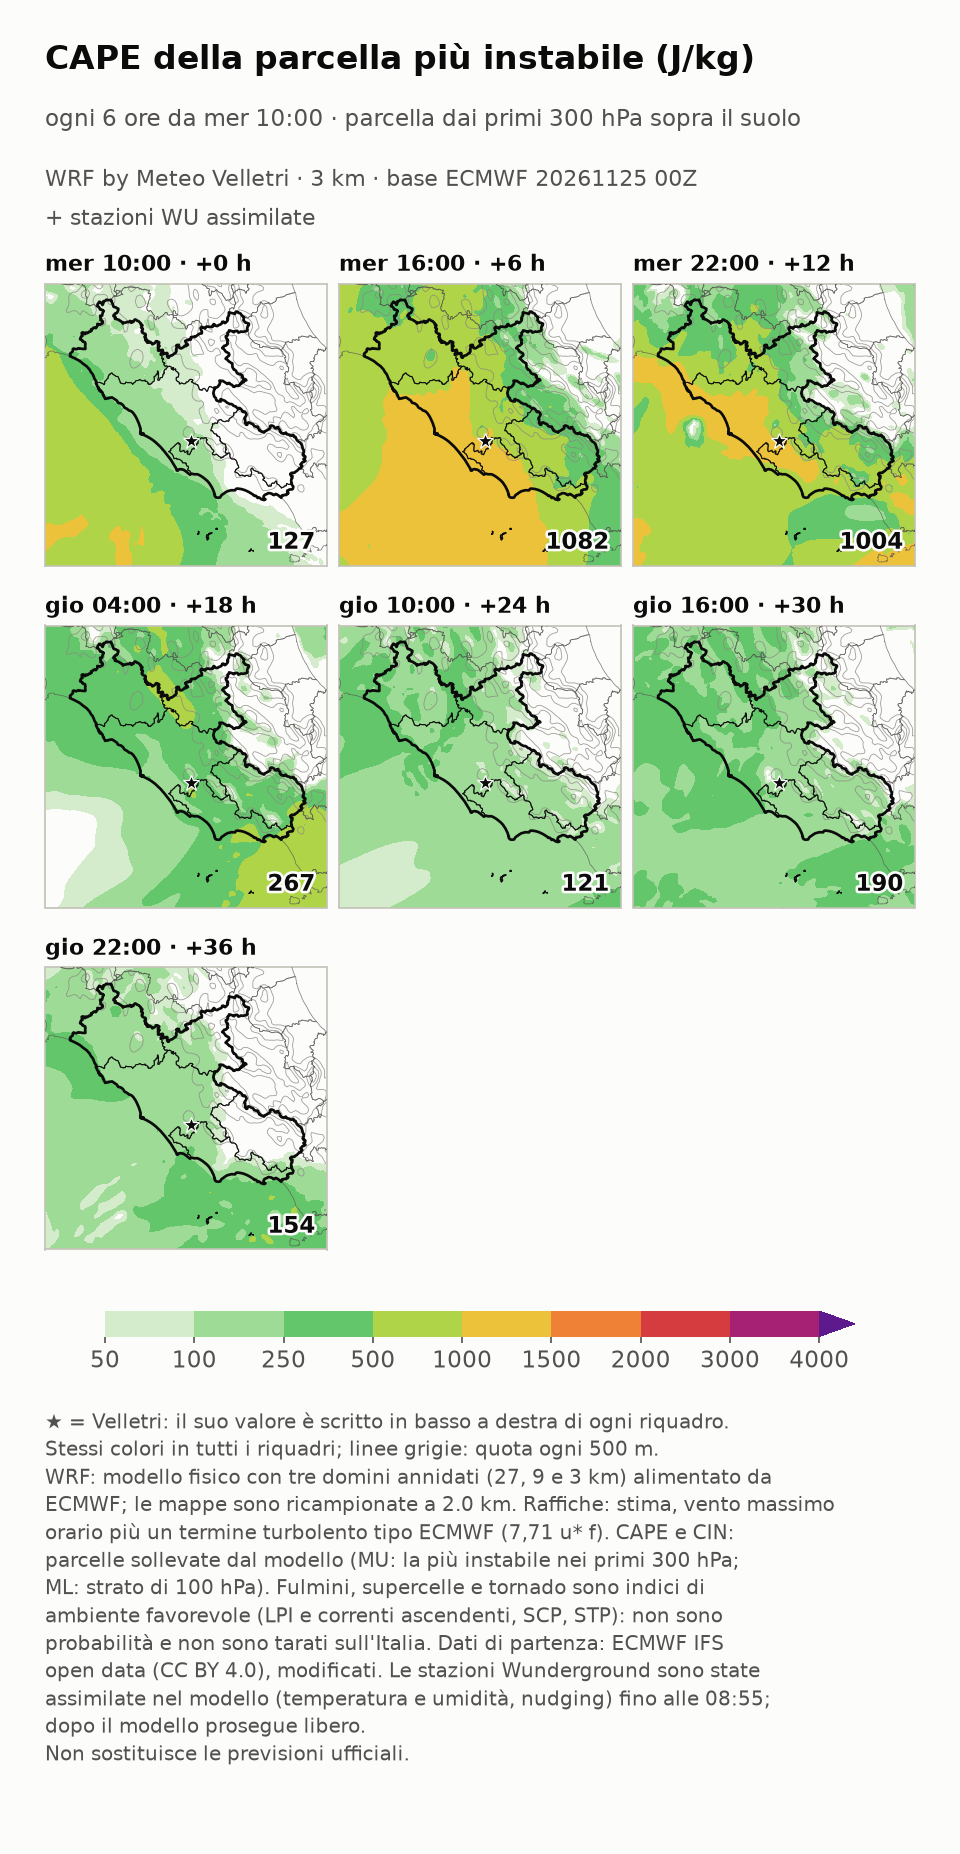 CAPE della parcella più instabile (J/kg)
ogni 6 ore da mer 10:00 · parcella dai primi 300 hPa sopra il suolo
WRF by Meteo Velletri · 3 km · base ECMWF 20261125 00Z
+ stazioni WU assimilate
mer 10:00 · +0 h
mer 16:00 · +6 h
mer 22:00 · +12 h
127
1082
1004
gio 04:00 · +18 h
gio 10:00 · +24 h
gio 16:00 · +30 h
267
121
190
gio 22:00 · +36 h
154
50 100 250 500 1000 1500 2000 3000 4000
★ = Velletri: il suo valore è scritto in basso a destra di ogni riquadro.
Stessi colori in tutti i riquadri; linee grigie: quota ogni 500 m.
WRF: modello fisico con tre domini annidati (27, 9 e 3 km) alimentato da
ECMWF; le mappe sono ricampionate a 2.0 km. Raffiche: stima, vento massimo
orario più un termine turbolento tipo ECMWF (7,71 u* f). CAPE e CIN:
parcelle sollevate dal modello (MU: la più instabile nei primi 300 hPa;
ML: strato di 100 hPa). Fulmini, supercelle e tornado sono indici di
ambiente favorevole (LPI e correnti ascendenti, SCP, STP): non sono
probabilità e non sono tarati sull'Italia. Dati di partenza: ECMWF IFS
open data (CC BY 4.0), modificati. Le stazioni Wunderground sono state
assimilate nel modello (temperatura e umidità, nudging) fino alle 08:55;
dopo il modello prosegue libero.
Non sostituisce le previsioni ufficiali.